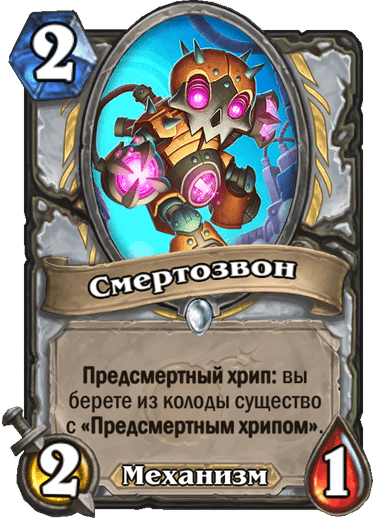 2
Смертозвон
Предсмертный хрип: вы
берете из колоды существо
с «Предсмертным хрипом».
2
Механизм
1